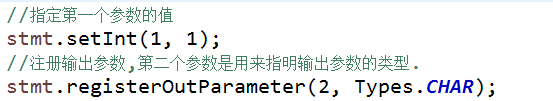 //指定第一个参数的值
stmt.setInt(1, 1);
//注册输出参数,第二个参数是用来指明输出参数的类型.
stmt.registerOutParameter(2, Types.CHAR);